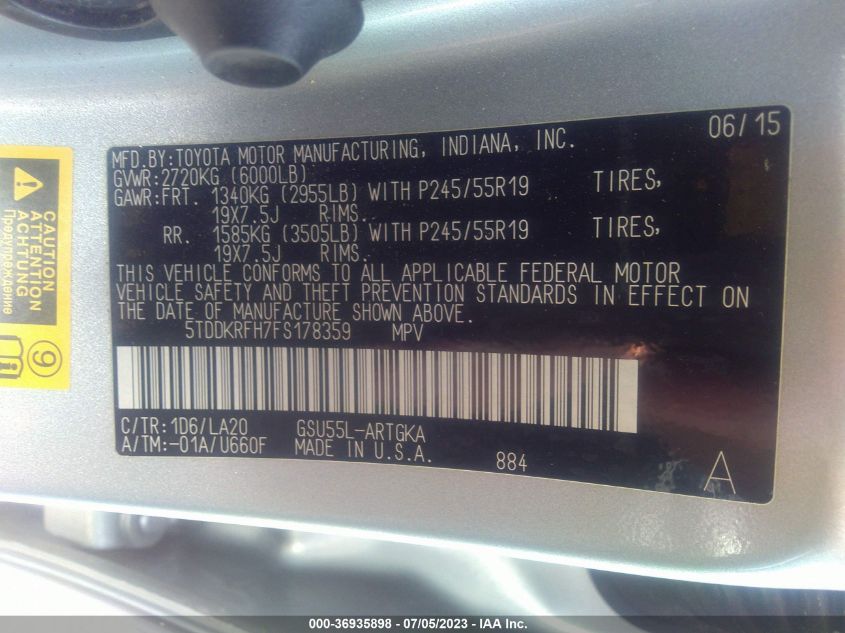 06/15
MFD.BY:TOYOTA MOTOR MANUFACTURING, INDIANA, INC.
GVWR:2720KG (6000LB)
GAWR:FRT. 1340KG (2955LB) WITH P245/55R19 TIRES,
19X7.5J RIMS.
RR. 1585KG (3505LB) WITH P245/55R19 TIRES,
19X7.5J RIMS.
THIS VEHICLE CONFORMS TO ALL APPLICABLE FEDERAL MOTOR
VEHICLE SAFETY AND THEFT PREVENTION STANDARDS IN EFFECT ON
THE DATE OF MANUFACTURE SHOWN ABOVE.
5TDDKRFH7FS178359 MPV
C/TR:1D6/LA20 GSU55L-ARTGKA
A/TM:-01A/U660F MADE IN U.S.A. 884
A
CAUTION
ATTENTION
ACHTUNG
Предупреждение
9
000-36935898 - 07/05/2023 - IAA Inc.